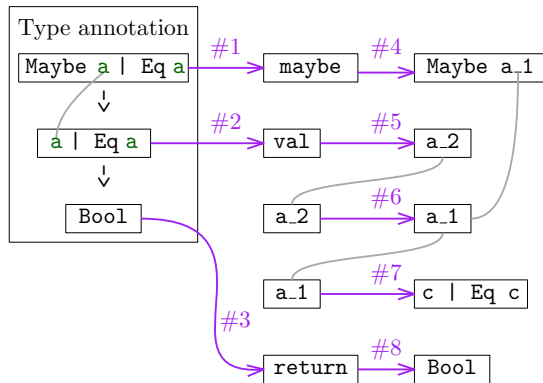 Type annotation
#1
#4
Maybe a | Eq a
maybe
Maybe a_1
#2
#5
a | Eq a
val
a_2
#6
Bool
a_2
a_1
#7
a_1
c | Eq c
#3
#8
return
Bool